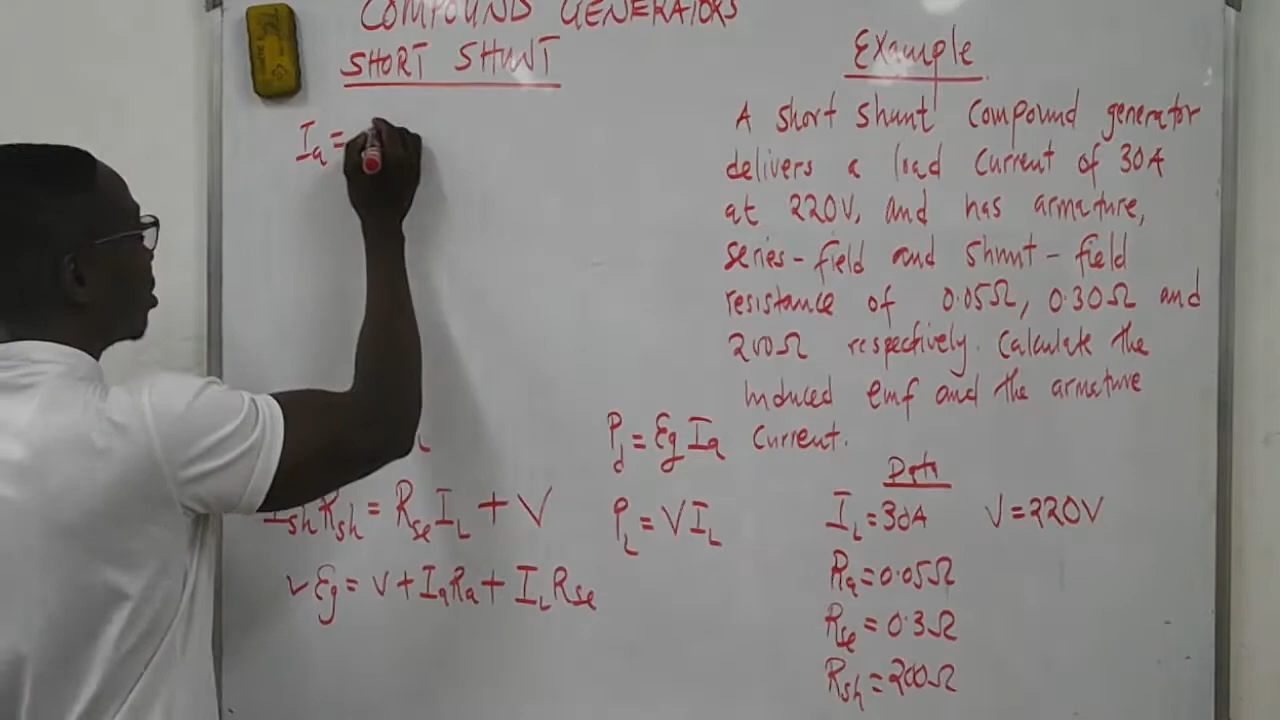 COMPOUND GENERATORS
SHORT SHUNT
Ia =
L
IshRsh = RseIL + V
✓Eg = V + IaRa + ILRse
Pd = EgIa
PL = VIL
Example
A short shunt compound generator
delivers a load current of 30A
at 220V, and has armature,
series-field and shunt-field
resistance of 0.05Ω, 0.30Ω and
200Ω respectively. Calculate the
induced emf and the armature
current.
Data
IL = 30A V = 220V
Ra = 0.05Ω
Rse = 0.3Ω
Rsh = 200Ω